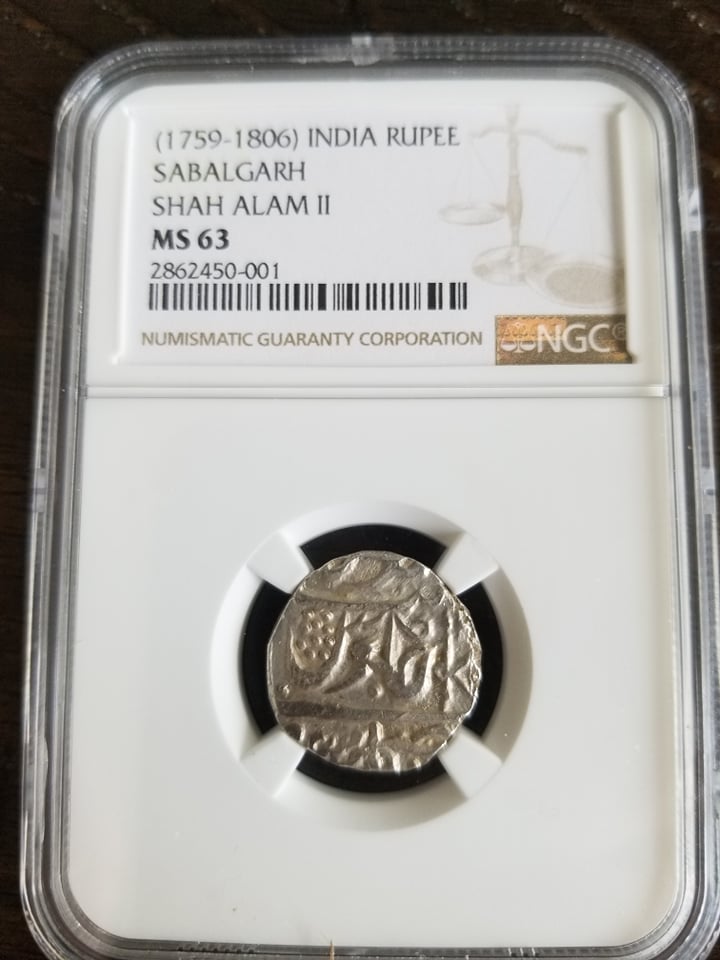 (1759-1806) INDIA RUPEE
SABALGARH
SHAH ALAM II
MS 63
2862450-001
NUMISMATIC GUARANTY CORPORATION NGC®